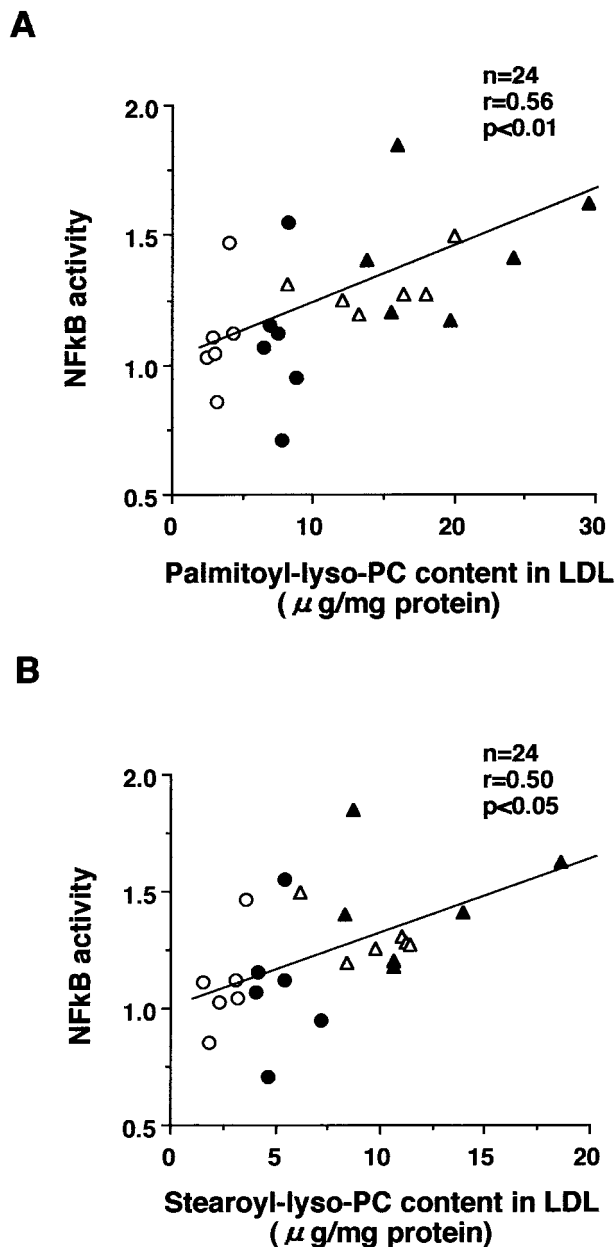 A
n=24
r=0.56
p<0.01
2.0
1.5
1.0
0.5
NFkB activity
0 10 20 30
Palmitoyl-lyso-PC content in LDL
( μ g/mg protein)
B
n=24
r=0.50
p<0.05
2.0
1.5
1.0
0.5
NFkB activity
0 5 10 15 20
Stearoyl-lyso-PC content in LDL
( μ g/mg protein)